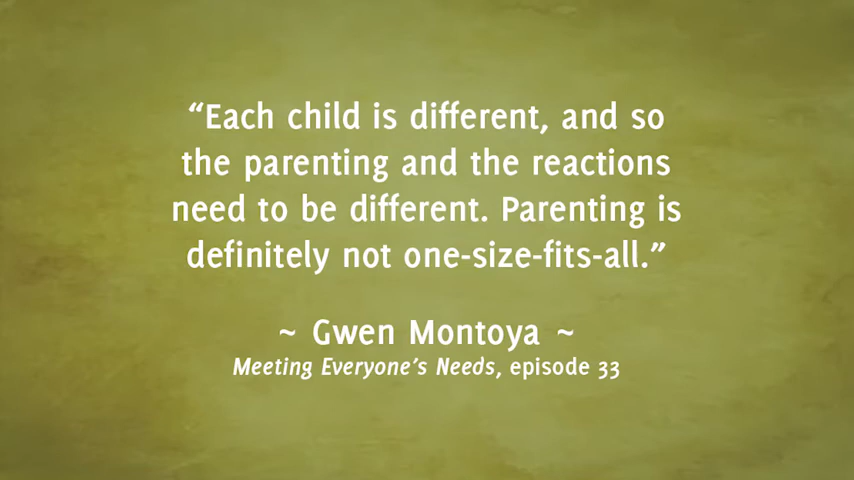 “Each child is different, and so
the parenting and the reactions
need to be different. Parenting is
definitely not one-size-fits-all.”
~ Gwen Montoya ~
Meeting Everyone’s Needs, episode 33